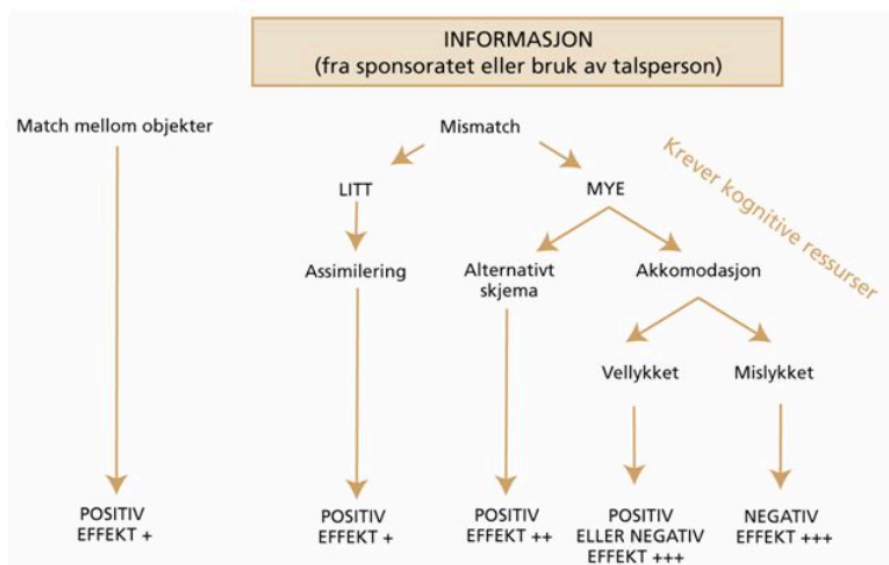 INFORMASJON
(fra sponsoratet eller bruk av talsperson)
Match mellom objekter
Mismatch
Krever kognitive ressurser
LITT
MYE
Assimilering
Alternativt
skjema
Akkomodasjon
Vellykket
Mislykket
POSITIV
EFFEKT +
POSITIV
EFFEKT +
POSITIV
EFFEKT ++
POSITIV
ELLER NEGATIV
EFFEKT +++
NEGATIV
EFFEKT +++